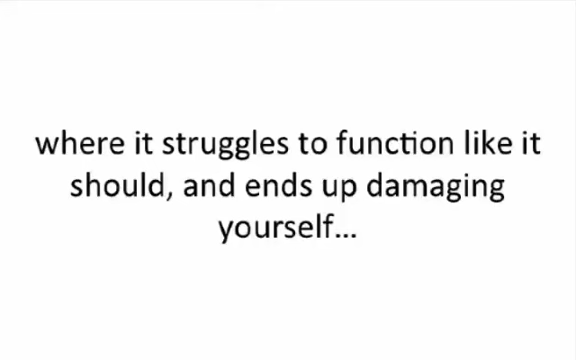 where it struggles to function like it
should, and ends up damaging
yourself...